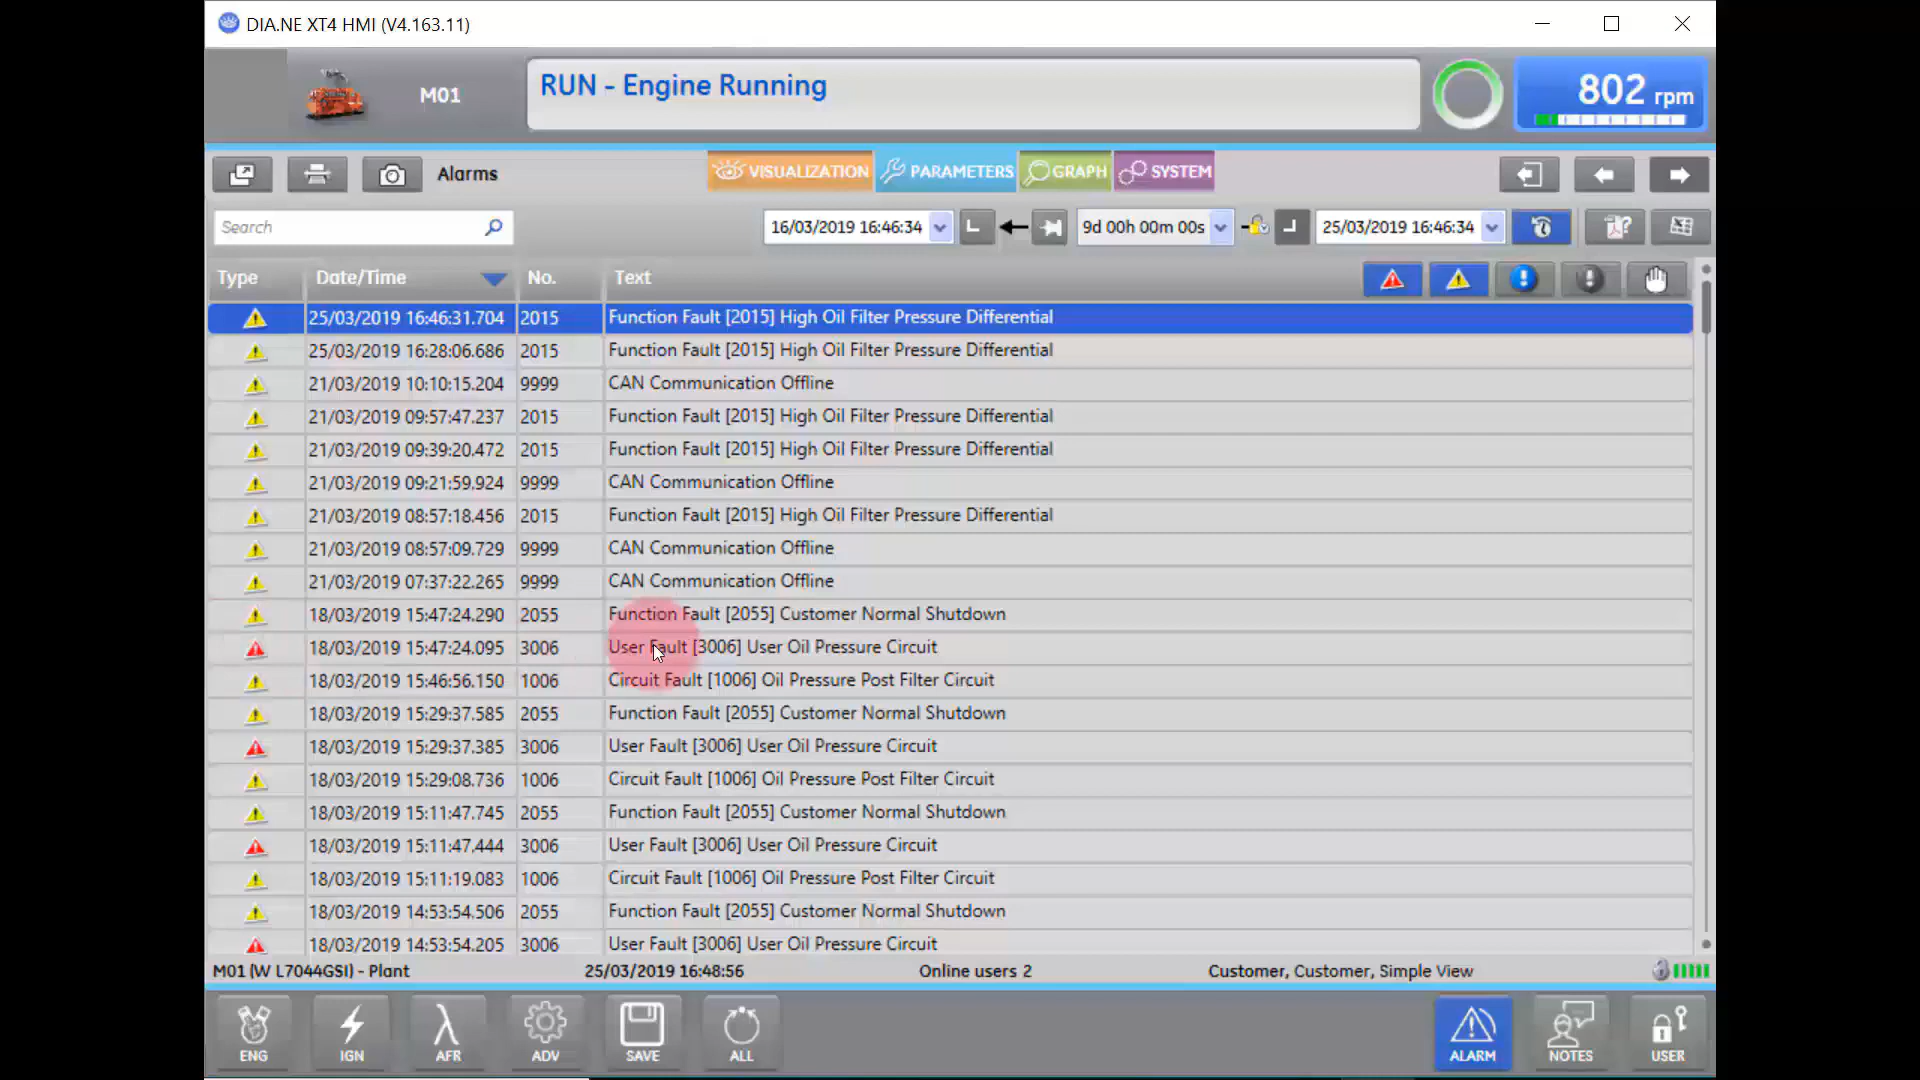 DIA.NE XT4 HMI (V4.163.11)
M01
RUN - Engine Running
802 rpm
Alarms
VISUALIZATION
PARAMETERS
GRAPH
SYSTEM
Search
16/03/2019 16:46:34
9d 00h 00m 00s
25/03/2019 16:46:34
Type Date/Time No. Text
25/03/2019 16:46:31.704 2015 Function Fault [2015] High Oil Filter Pressure Differential
25/03/2019 16:28:06.686 2015 Function Fault [2015] High Oil Filter Pressure Differential
21/03/2019 10:10:15.204 9999 CAN Communication Offline
21/03/2019 09:57:47.237 2015 Function Fault [2015] High Oil Filter Pressure Differential
21/03/2019 09:39:20.472 2015 Function Fault [2015] High Oil Filter Pressure Differential
21/03/2019 09:21:59.924 9999 CAN Communication Offline
21/03/2019 08:57:18.456 2015 Function Fault [2015] High Oil Filter Pressure Differential
21/03/2019 08:57:09.729 9999 CAN Communication Offline
21/03/2019 07:37:22.265 9999 CAN Communication Offline
18/03/2019 15:47:24.290 2055 Function Fault [2055] Customer Normal Shutdown
18/03/2019 15:47:24.095 3006 User Fault [3006] User Oil Pressure Circuit
18/03/2019 15:46:56.150 1006 Circuit Fault [1006] Oil Pressure Post Filter Circuit
18/03/2019 15:29:37.585 2055 Function Fault [2055] Customer Normal Shutdown
18/03/2019 15:29:37.385 3006 User Fault [3006] User Oil Pressure Circuit
18/03/2019 15:29:08.736 1006 Circuit Fault [1006] Oil Pressure Post Filter Circuit
18/03/2019 15:11:47.745 2055 Function Fault [2055] Customer Normal Shutdown
18/03/2019 15:11:47.444 3006 User Fault [3006] User Oil Pressure Circuit
18/03/2019 15:11:19.083 1006 Circuit Fault [1006] Oil Pressure Post Filter Circuit
18/03/2019 14:53:54.506 2055 Function Fault [2055] Customer Normal Shutdown
18/03/2019 14:53:54.205 3006 User Fault [3006] User Oil Pressure Circuit
M01 (W L7044GSI) - Plant 25/03/2019 16:48:56 Online users 2 Customer, Customer, Simple View
ENG
IGN
AFR
ADV
SAVE
ALL
ALARM
NOTES
USER